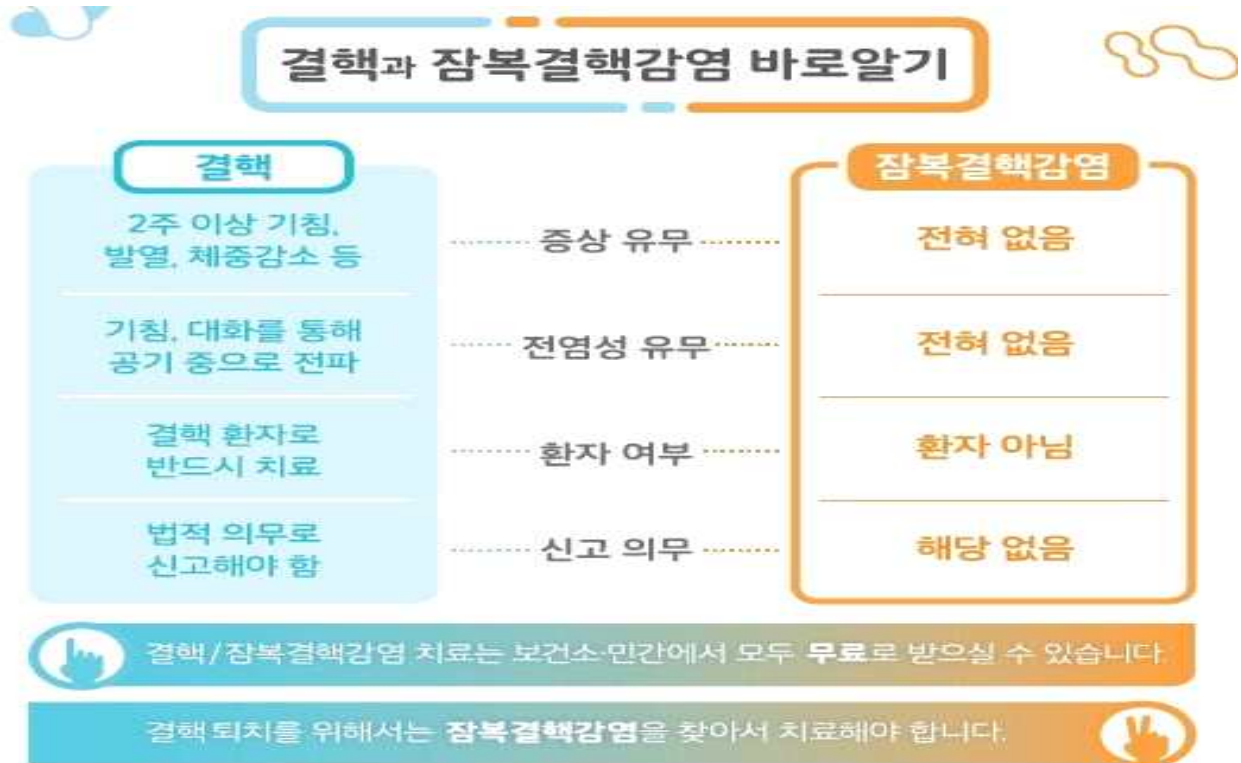 결핵과 잠복결핵감염 바로알기
결핵
잠복결핵감염
2주 이상 기침,
발열, 체중감소 등
증상 유무
전혀 없음
기침, 대화를 통해
공기 중으로 전파
전염성 유무
전혀 없음
결핵 환자로
반드시 치료
환자 여부
환자 아님
법적 의무로
신고해야 함
신고 의무
해당 없음
결핵/잠복결핵감염 치료는 보건소·민간에서 모두 무료로 받으실 수 있습니다.
결핵 퇴치를 위해서는 잠복결핵감염을 찾아서 치료해야 합니다.